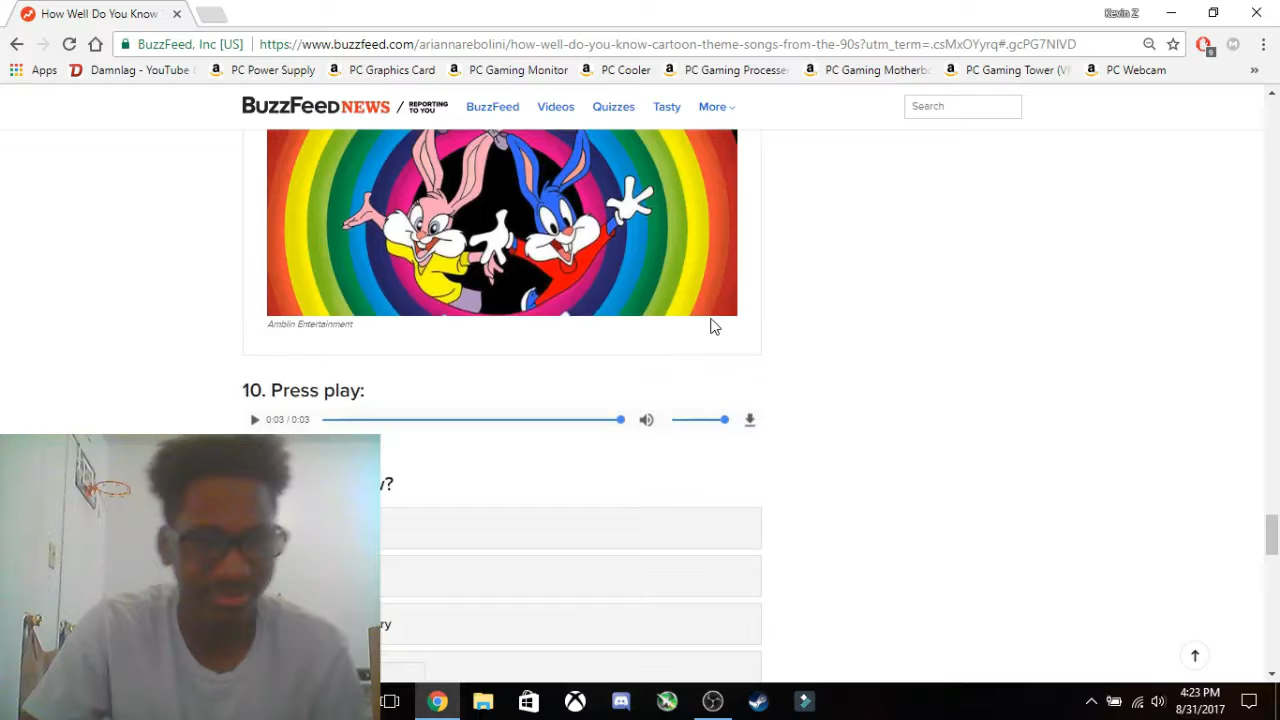 How Well Do You Know
Kevin Z
BuzzFeed, Inc [US]
https://www.buzzfeed.com/ariannarebolini/how-well-do-you-know-cartoon-theme-songs-from-the-90s?utm_term=.csMxOYyrq#.gcPG7NlVD
9
Apps
Damnlag - YouTube
PC Power Supply
PC Graphics Card
PC Gaming Monitor
PC Cooler
PC Gaming Processe
PC Gaming Motherb
PC Gaming Tower (
PC Webcam
BuzzFeedNEWS / REPORTING TO YOU
BuzzFeed
Videos
Quizzes
Tasty
More
Search
Amblin Entertainment
10. Press play:
0:03 / 0:03
w?
ry
4:23 PM
8/31/2017